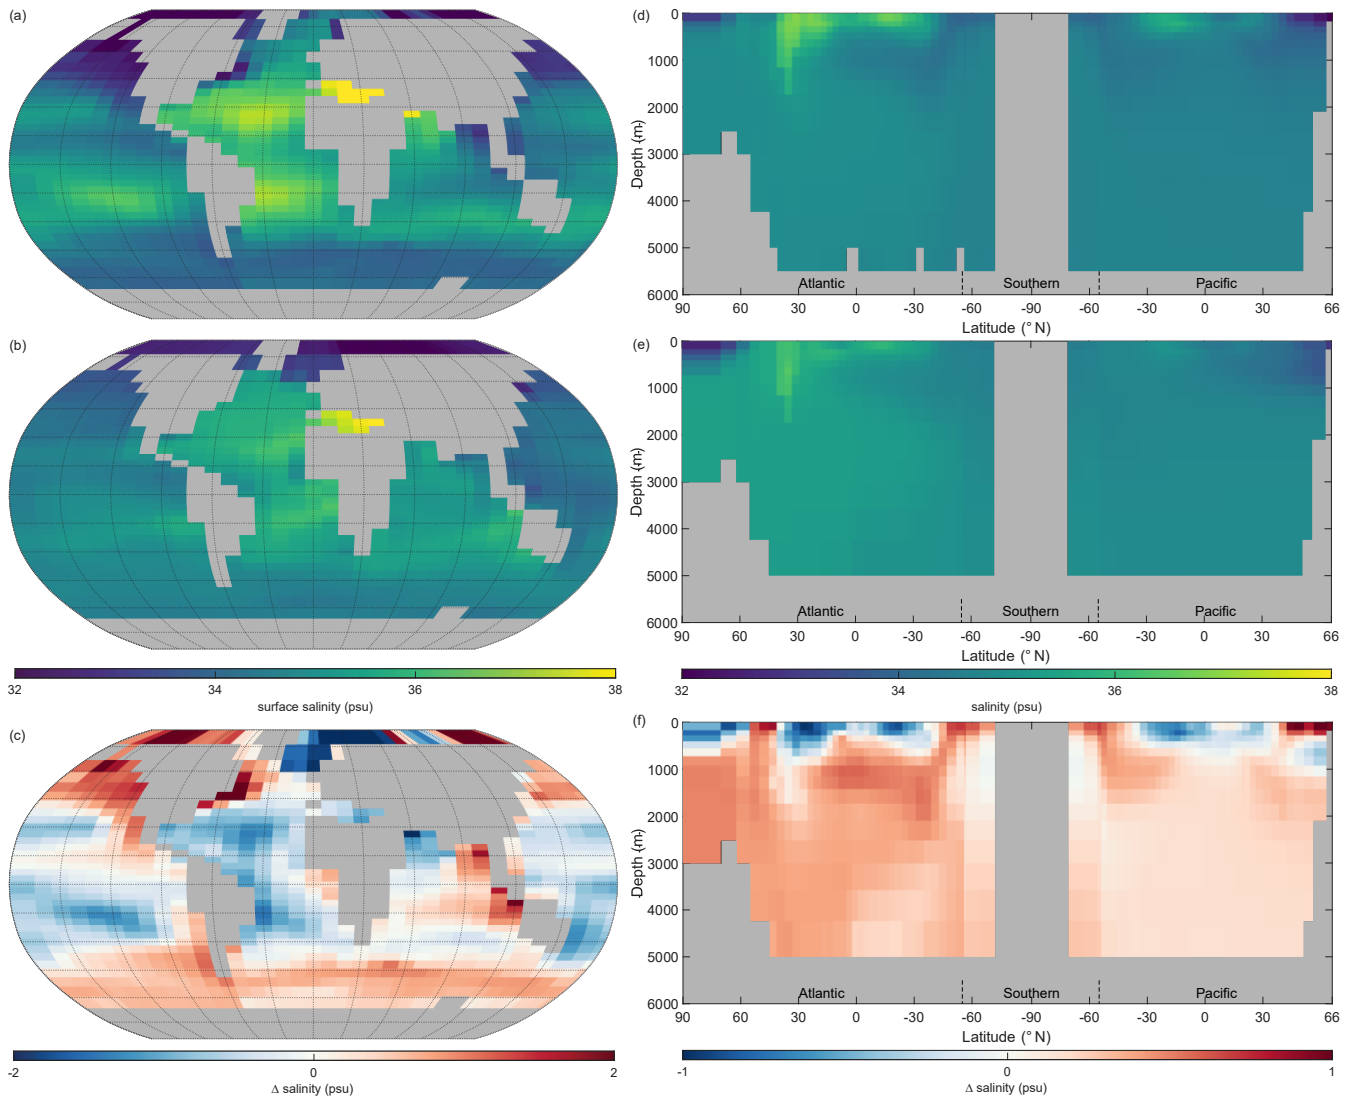 (a)
(b)
32 34 36 38
surface salinity (psu)
(c)
-2 0 2
Δ salinity (psu)
(d)
0
1000
2000
3000
4000
5000
6000
Depth (m)
Atlantic Southern Pacific
90 60 30 0 -30 -60 -90 -60 -30 0 30 66
Latitude (° N)
(e)
0
1000
2000
3000
4000
5000
6000
Depth (m)
Atlantic Southern Pacific
90 60 30 0 -30 -60 -90 -60 -30 0 30 66
Latitude (° N)
32 34 36 38
salinity (psu)
(f)
0
1000
2000
3000
4000
5000
6000
Depth (m)
Atlantic Southern Pacific
90 60 30 0 -30 -60 -90 -60 -30 0 30 66
Latitude (° N)
-1 0 1
Δ salinity (psu)